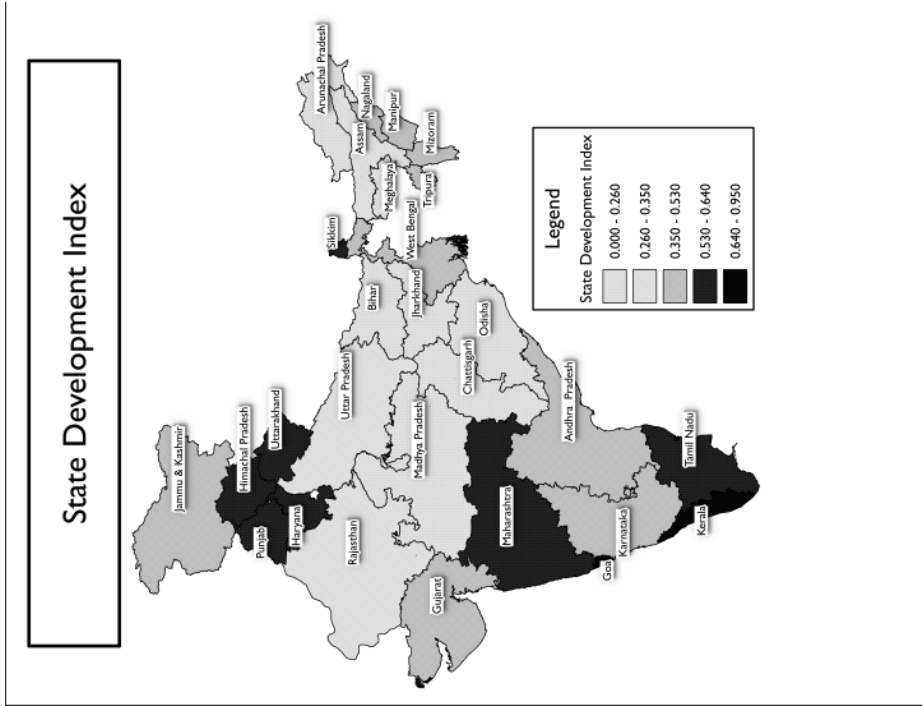 State Development Index
Jammu & Kashmir
Himachal Pradesh
Punjab
Uttarakhand
Haryana
Rajasthan
Uttar Pradesh
Bihar
Sikkim
Arunachal Pradesh
Assam
Nagaland
Meghalaya
Manipur
Mizoram
Tripura
West Bengal
Jharkhand
Gujarat
Madhya Pradesh
Chattisgarh
Odisha
Maharashtra
Andhra Pradesh
Goa
Karnataka
Kerala
Tamil Nadu
Legend
State Development Index
0.000 - 0.260
0.260 - 0.350
0.350 - 0.530
0.530 - 0.640
0.640 - 0.950